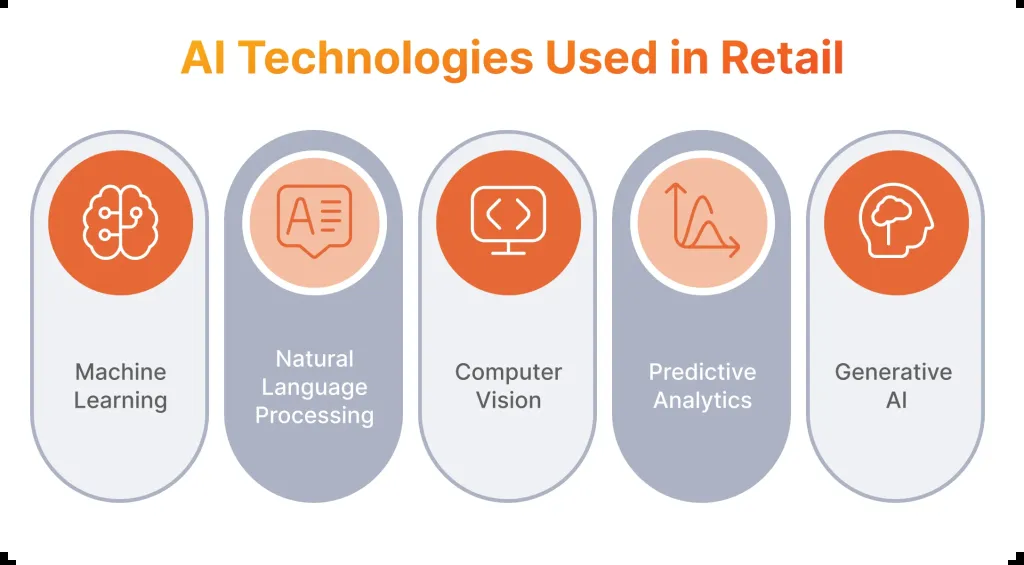 AI Technologies Used in Retail
Machine
Learning
Natural
Language
Processing
Computer
Vision
Predictive
Analytics
Generative
AI